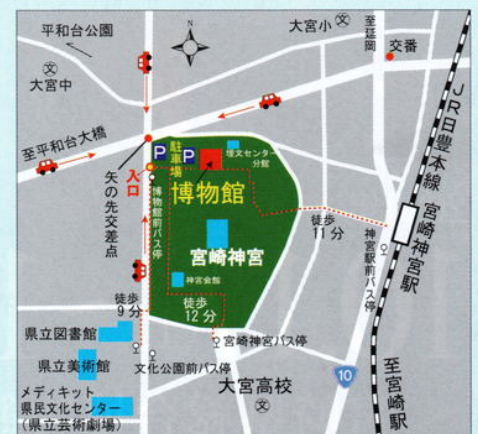 N
平和台公園
文
大宮中
大宮小
文
至延岡
交番
至平和台大橋
矢の先交差点
入口
P
駐車場
P
埋文センター
分館
博物館
博物館前バス停
宮崎神宮
神宮会館
徒歩
11分
神宮駅前バス停
JR日豊本線
宮崎神宮駅
徒歩
9分
徒歩
12分
県立図書館
県立美術館
メディキット
県民文化センター
(県立芸術劇場)
文化公園前バス停
宮崎神宮バス停
大宮高校
文
10
至宮崎駅